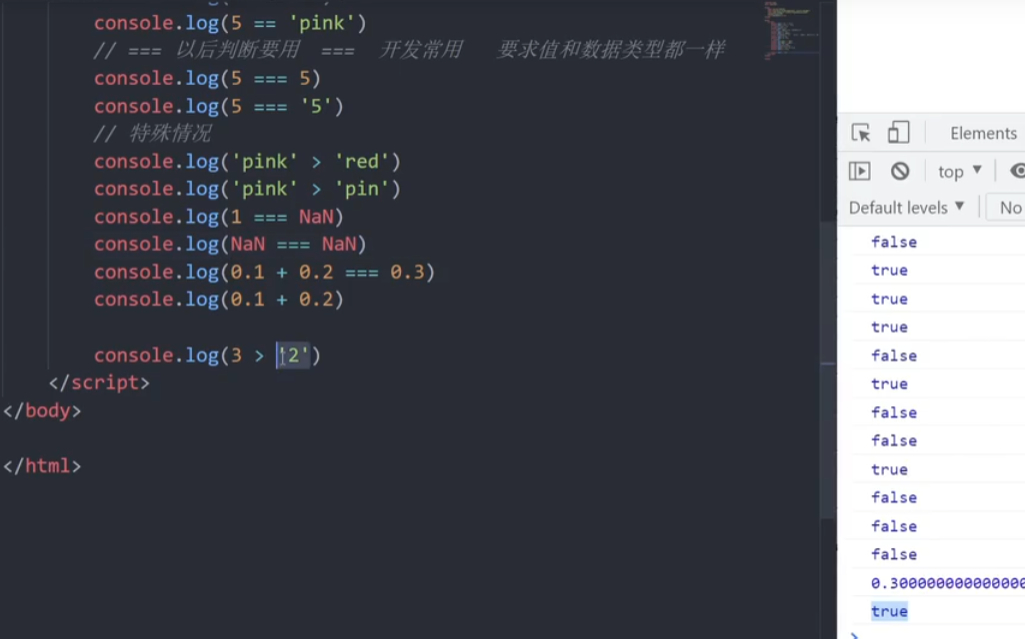 console.log(5 == 'pink')
// === 以后判断要用 === 开发常用 要求值和数据类型都一样
console.log(5 === 5)
console.log(5 === '5')
// 特殊情况
console.log('pink' > 'red')
console.log('pink' > 'pin')
console.log(1 === NaN)
console.log(NaN === NaN)
console.log(0.1 + 0.2 === 0.3)
console.log(0.1 + 0.2)
console.log(3 > '2')
</script>
</body>
</html>
Elements
top
Default levels
No
false
true
true
true
false
true
false
false
true
false
false
false
0.3000000000000000
true